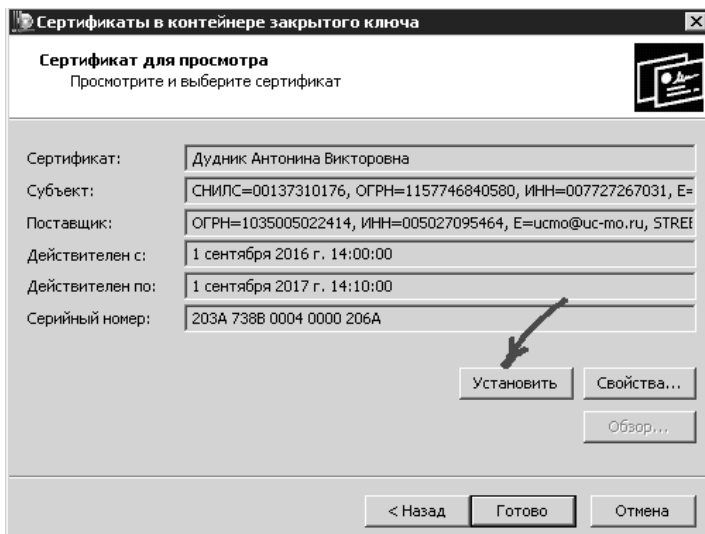 Сертификаты в контейнере закрытого ключа
Сертификат для просмотра
Просмотрите и выберите сертификат
Сертификат: Дудник Антонина Викторовна
Субъект: СНИЛС=00137310176, ОГРН=1157746840580, ИНН=007727267031, E=
Поставщик: ОГРН=1035005022414, ИНН=005027095464, E=ucmo@uc-mo.ru, STREE
Действителен с: 1 сентября 2016 г. 14:00:00
Действителен по: 1 сентября 2017 г. 14:10:00
Серийный номер: 203A 738B 0004 0000 206A
Установить Свойства...
Обзор...
< Назад Готово Отмена